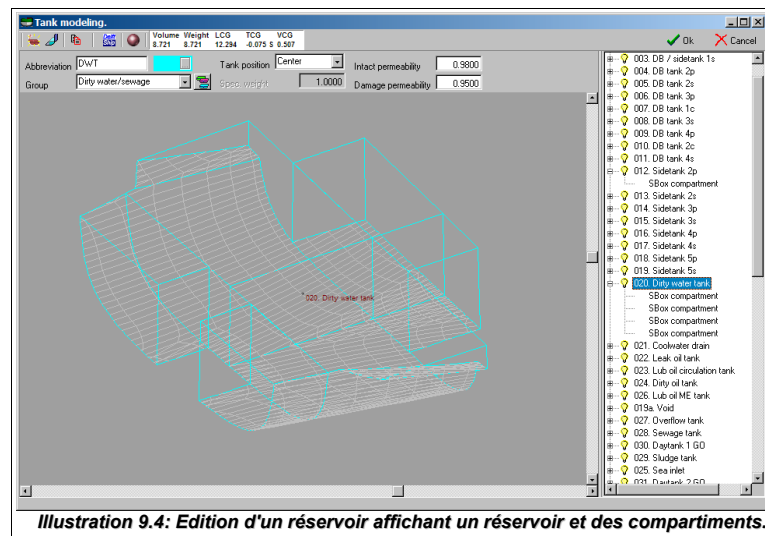 Tank modeling.
Volume Weight LCG TCG VCG
8.721 8.721 12.294 -0.075 S 0.507
Ok Cancel
Abbreviation DWT Tank position Center Intact permeability 0.9800
Group Dirty water/sewage Spec. weight 1.0000 Damage permeability 0.9500
020. Dirty water tank
003. DB / sidetank 1s
004. DB tank 2p
005. DB tank 2s
006. DB tank 3p
007. DB tank 1c
008. DB tank 3s
009. DB tank 4p
010. DB tank 2c
011. DB tank 4s
012. Sidetank 2p
SBox compartment
013. Sidetank 2s
014. Sidetank 3p
015. Sidetank 3s
016. Sidetank 4p
017. Sidetank 4s
018. Sidetank 5p
019. Sidetank 5s
020. Dirty water tank
SBox compartment
SBox compartment
SBox compartment
SBox compartment
021. Coolwater drain
022. Leak oil tank
023. Lub oil circulation tank
024. Dirty oil tank
026. Lub oil ME tank
019a. Void
027. Overflow tank
028. Sewage tank
030. Daytank 1 GO
029. Sludge tank
025. Sea inlet
031. Daytank 2 GO
Illustration 9.4: Edition d'un réservoir affichant un réservoir et des compartiments.